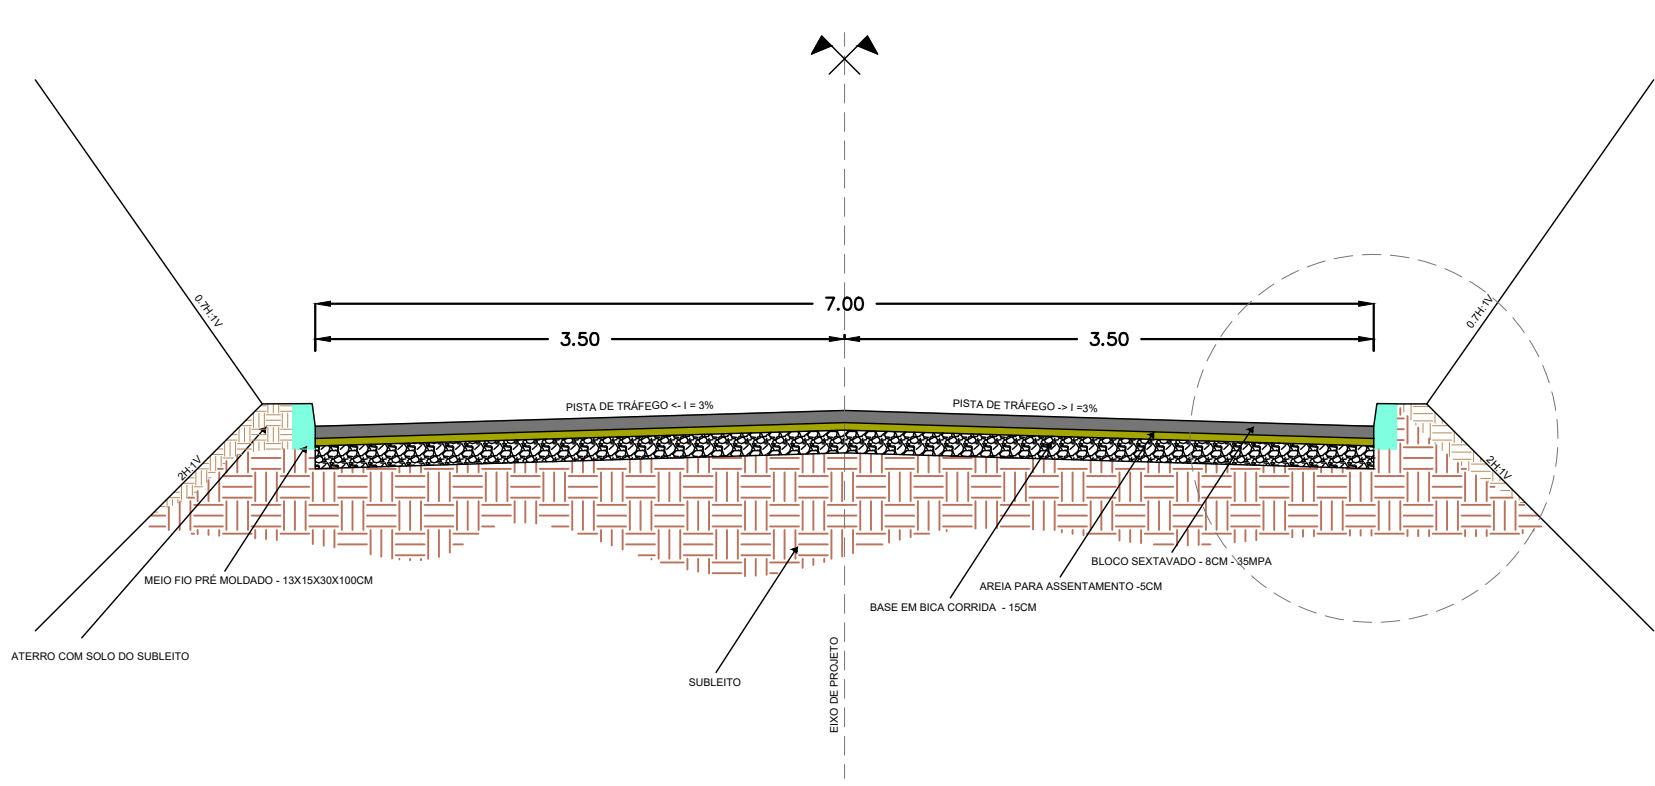 0.7H:1V
0.7H:1V
7.00
3.50
3.50
PISTA DE TRÁFEGO <- I = 3%
PISTA DE TRÁFEGO -> I =3%
2H:1V
2H:1V
BLOCO SEXTAVADO - 8CM - 35MPA
MEIO FIO PRÉ MOLDADO - 13X15X30X100CM
AREIA PARA ASSENTAMENTO -5CM
BASE EM BICA CORRIDA - 15CM
ATERRO COM SOLO DO SUBLEITO
SUBLEITO
EIXO DE PROJETO